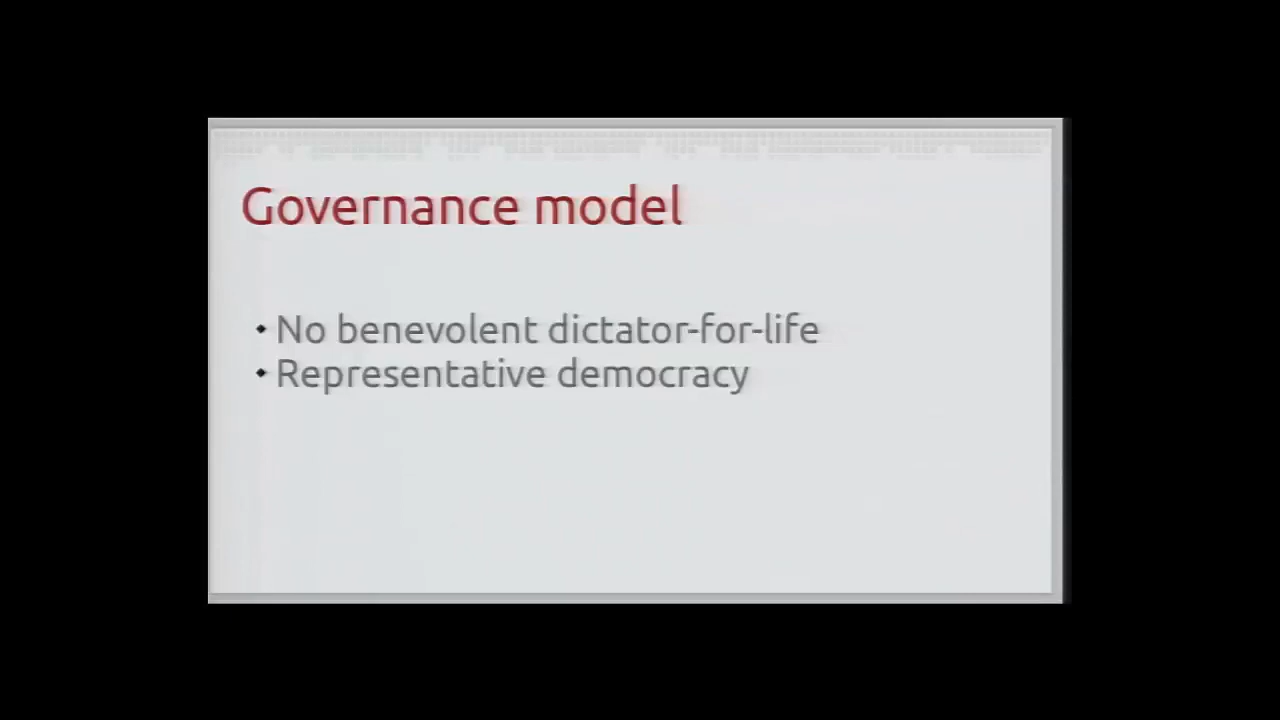 Governance model
• No benevolent dictator-for-life
• Representative democracy